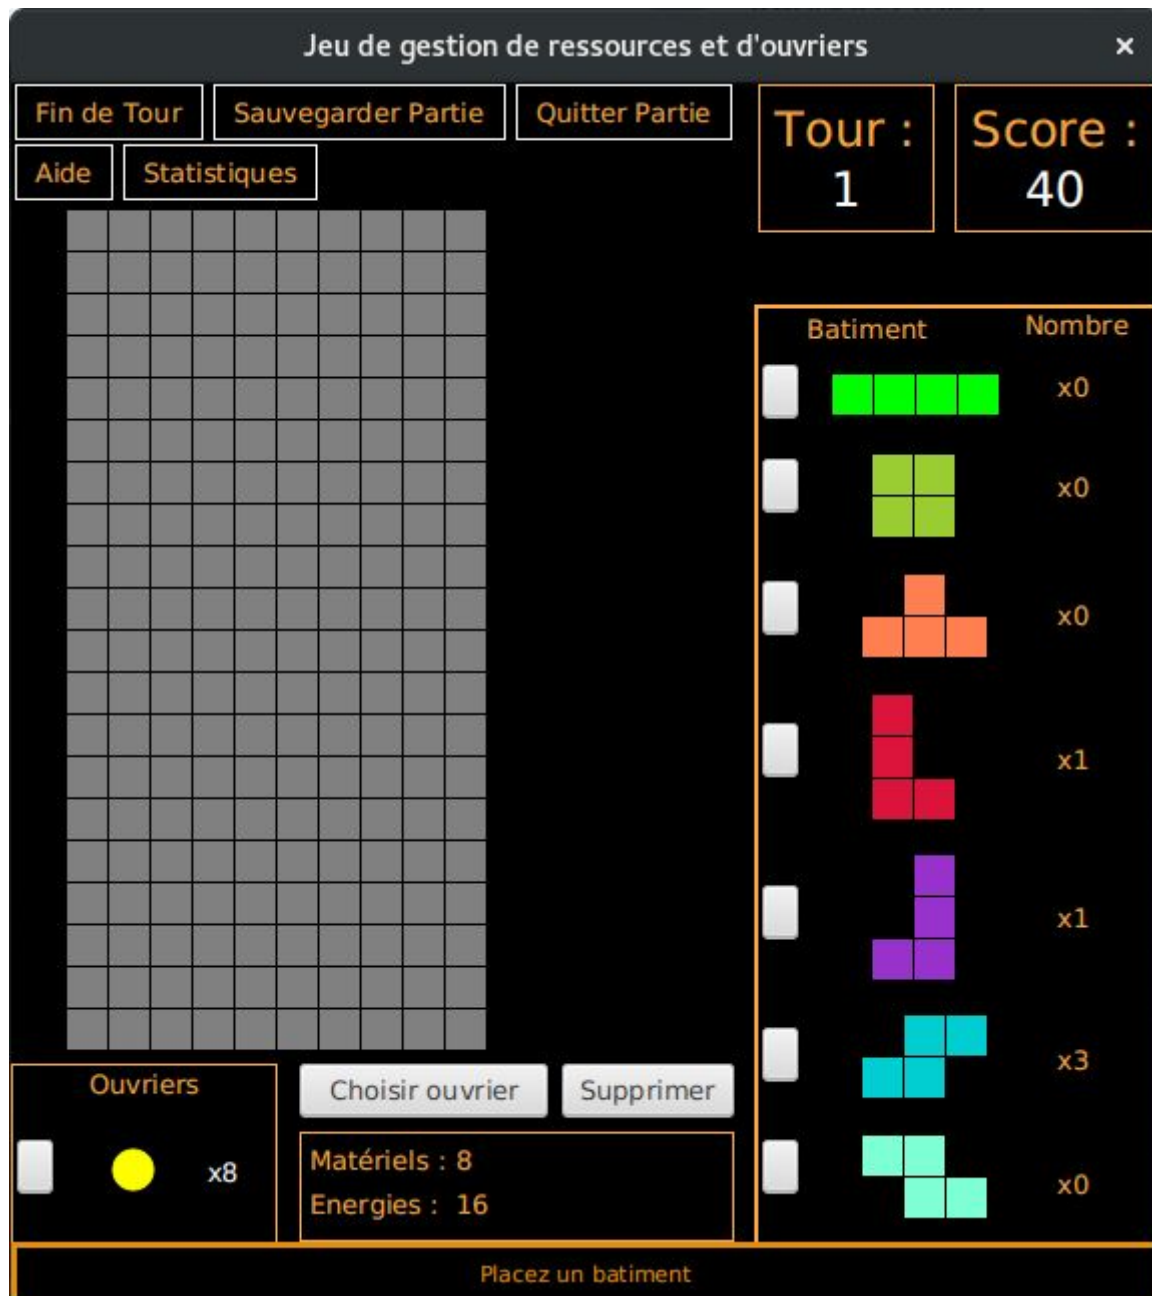 Jeu de gestion de ressources et d'ouvriers ×
Fin de Tour Sauvegarder Partie Quitter Partie
Aide Statistiques
Tour :
1
Score :
40
Batiment Nombre
x0
x0
x0
x1
x1
x3
x0
Ouvriers
x8
Choisir ouvrier Supprimer
Matériels : 8
Energies : 16
Placez un batiment